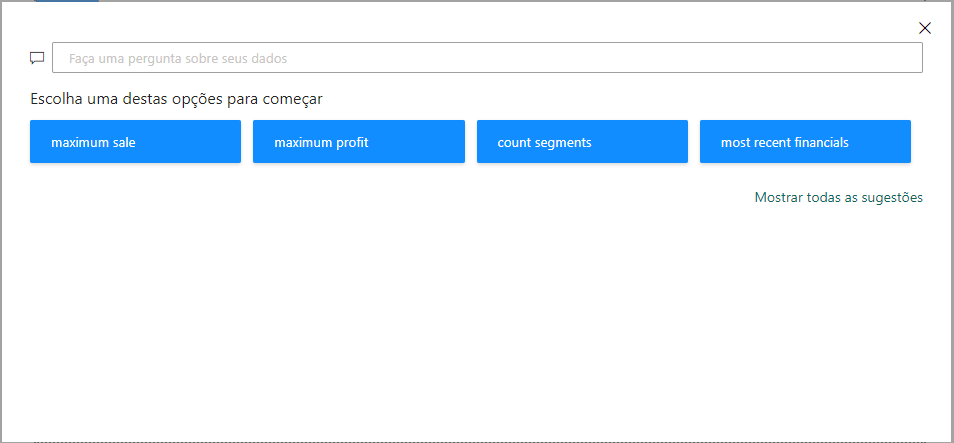 Faça uma pergunta sobre seus dados
Escolha uma destas opções para começar
maximum sale
maximum profit
count segments
most recent financials
Mostrar todas as sugestões